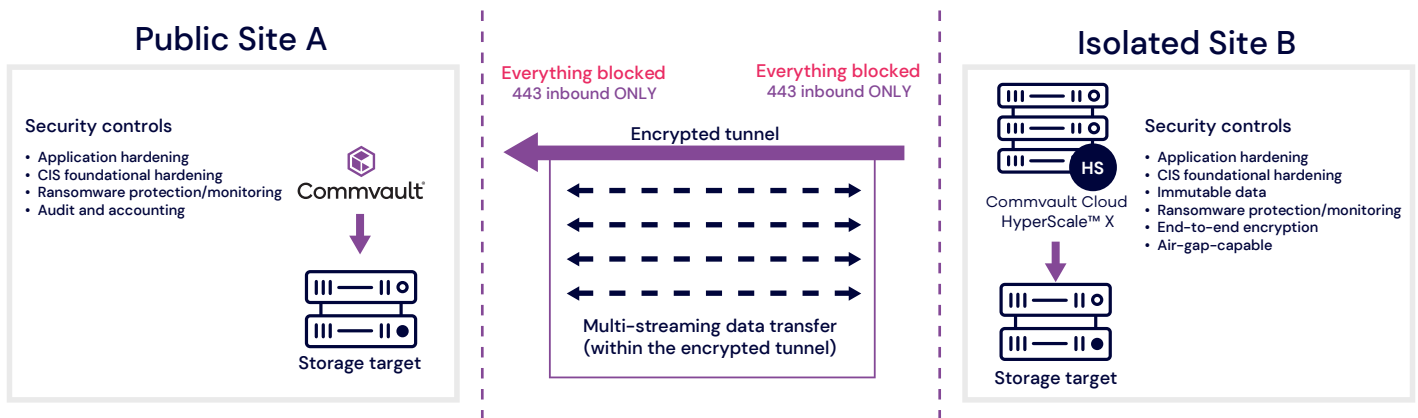 Public Site A
Security controls
• Application hardening
• CIS foundational hardening
• Ransomware protection/monitoring
• Audit and accounting
Commvault®
Storage target
Everything blocked
443 inbound ONLY
Everything blocked
443 inbound ONLY
Encrypted tunnel
Multi-streaming data transfer
(within the encrypted tunnel)
Isolated Site B
HS
Commvault Cloud
HyperScale™ X
Storage target
Security controls
• Application hardening
• CIS foundational hardening
• Immutable data
• Ransomware protection/monitoring
• End-to-end encryption
• Air-gap-capable